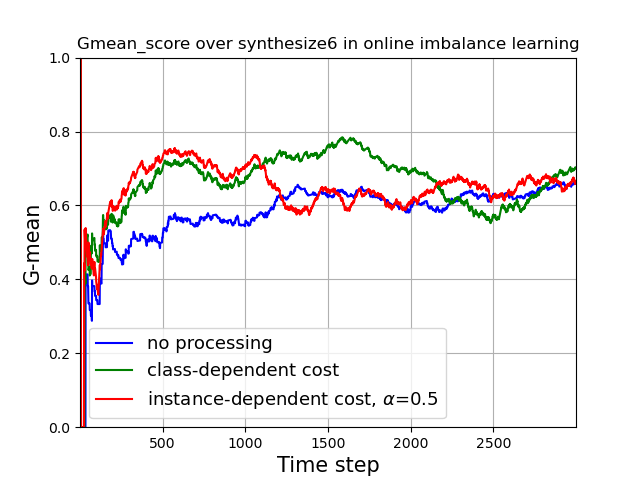 Gmean_score over synthesize6 in online imbalance learning
1.0
0.8
0.6
0.4
0.2
0.0
G-mean
no processing
class-dependent cost
instance-dependent cost, α=0.5
500 1000 1500 2000 2500
Time step